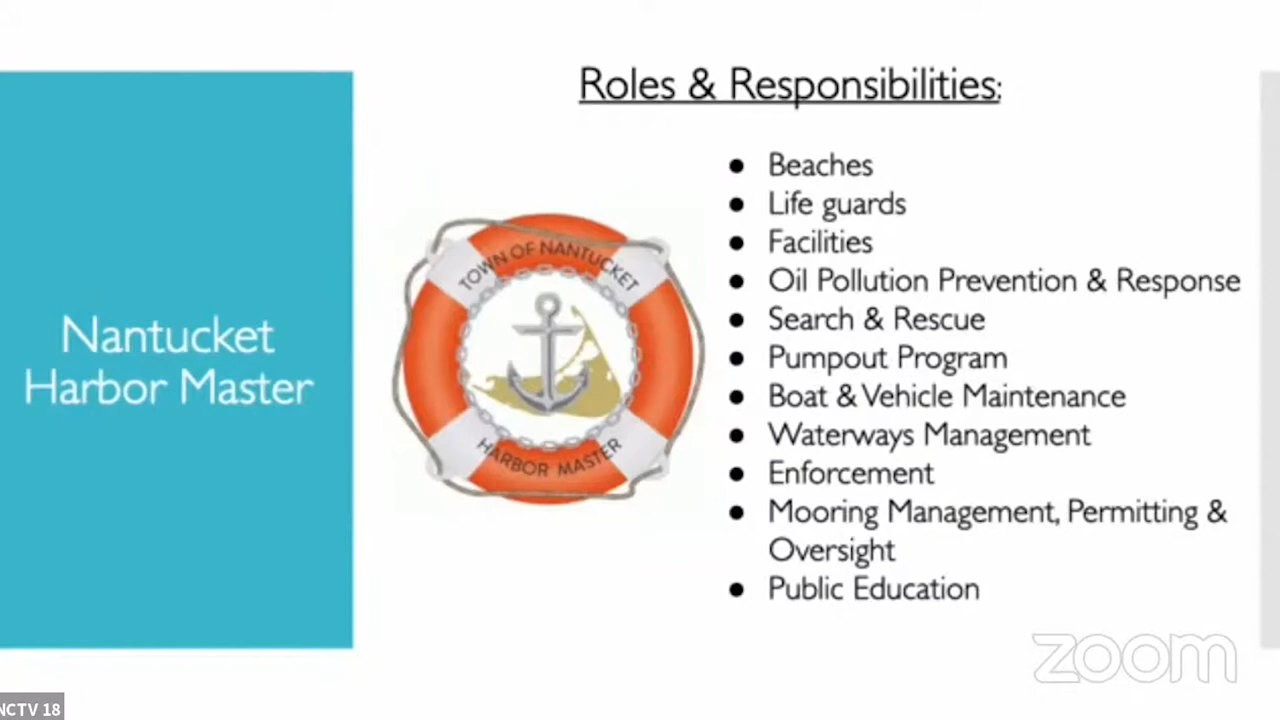 Roles & Responsibilities:
Nantucket
Harbor Master
TOWN OF NANTUCKET
HARBOR MASTER
● Beaches
● Life guards
● Facilities
● Oil Pollution Prevention & Response
● Search & Rescue
● Pumpout Program
● Boat & Vehicle Maintenance
● Waterways Management
● Enforcement
● Mooring Management, Permitting &
Oversight
● Public Education
zoom
NCTV 18